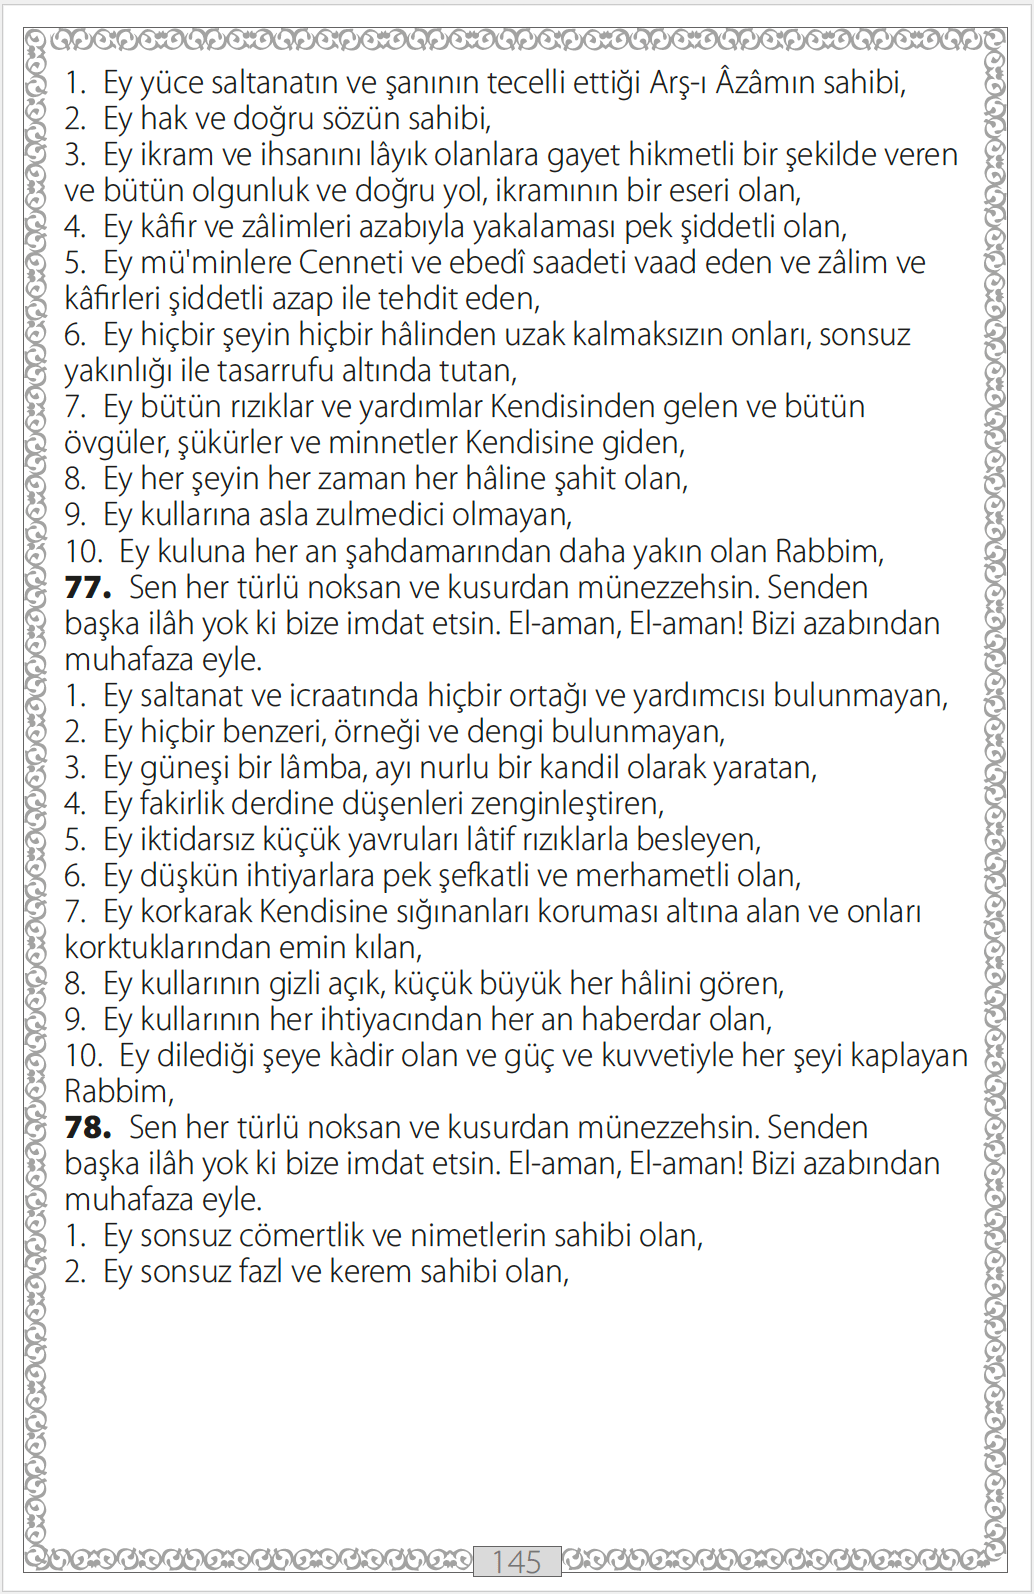 1.  Ey yüce saltanatın ve şanının tecelli ettiği Arş-ı Âzâmın sahibi,
2.  Ey hak ve doğru sözün sahibi,
3.  Ey ikram ve ihsanını lâyık olanlara gayet hikmetli bir şekilde veren
ve bütün olgunluk ve doğru yol, ikramının bir eseri olan,
4.  Ey kâfir ve zâlimleri azabıyla yakalaması pek şiddetli olan,
5.  Ey mü'minlere Cenneti ve ebedî saadeti vaad eden ve zâlim ve
kâfirleri şiddetli azap ile tehdit eden,
6.  Ey hiçbir şeyin hiçbir hâlinden uzak kalmaksızın onları, sonsuz
yakınlığı ile tasarrufu altında tutan,
7.  Ey bütün rızıklar ve yardımlar Kendisinden gelen ve bütün
övgüler, şükürler ve minnetler Kendisine giden,
8.  Ey her şeyin her zaman her hâline şahit olan,
9.  Ey kullarına asla zulmedici olmayan,
10.  Ey kuluna her an şahdamarından daha yakın olan Rabbim,
77.  Sen her türlü noksan ve kusurdan münezzehsin. Senden
başka ilâh yok ki bize imdat etsin. El-aman, El-aman! Bizi azabından
muhafaza eyle.
1.  Ey saltanat ve icraatında hiçbir ortağı ve yardımcısı bulunmayan,
2.  Ey hiçbir benzeri, örneği ve dengi bulunmayan,
3.  Ey güneşi bir lâmba, ayı nurlu bir kandil olarak yaratan,
4.  Ey fakirlik derdine düşenleri zenginleştiren,
5.  Ey iktidarsız küçük yavruları lâtif rızıklarla besleyen,
6.  Ey düşkün ihtiyarlara pek şefkatli ve merhametli olan,
7.  Ey korkarak Kendisine sığınanları koruması altına alan ve onları
korktuklarından emin kılan,
8.  Ey kullarının gizli açık, küçük büyük her hâlini gören,
9.  Ey kullarının her ihtiyacından her an haberdar olan,
10.  Ey dilediği şeye kàdir olan ve güç ve kuvvetiyle her şeyi kaplayan
Rabbim,
78.  Sen her türlü noksan ve kusurdan münezzehsin. Senden
başka ilâh yok ki bize imdat etsin. El-aman, El-aman! Bizi azabından
muhafaza eyle.
1.  Ey sonsuz cömertlik ve nimetlerin sahibi olan,
2.  Ey sonsuz fazl ve kerem sahibi olan,
145